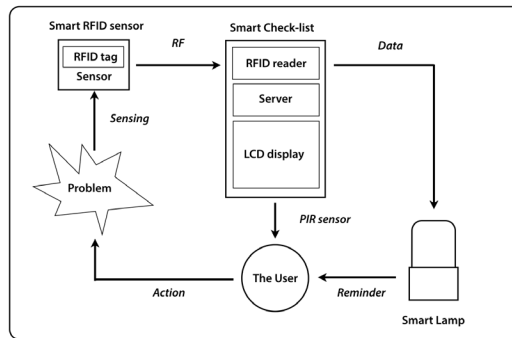 Smart RFID sensor
Smart Check-list
RFID tag
Sensor
RF
RFID reader
Server
LCD display
Data
Sensing
Problem
PIR sensor
The User
Action
Reminder
Smart Lamp